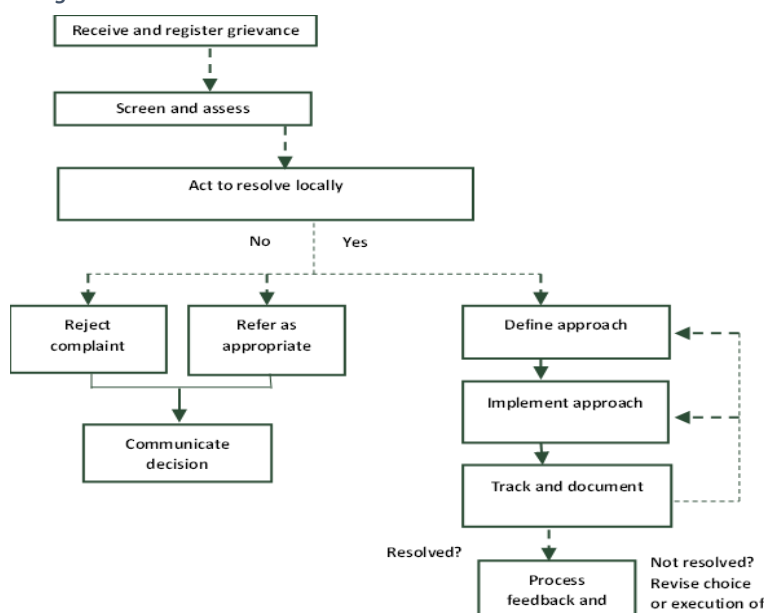 Receive and register grievance
Screen and assess
Act to resolve locally
No
Yes
Reject
complaint
Refer as
appropriate
Communicate
decision
Define approach
Implement approach
Track and document
Resolved?
Process
feedback and
Not resolved?
Revise choice
or execution of